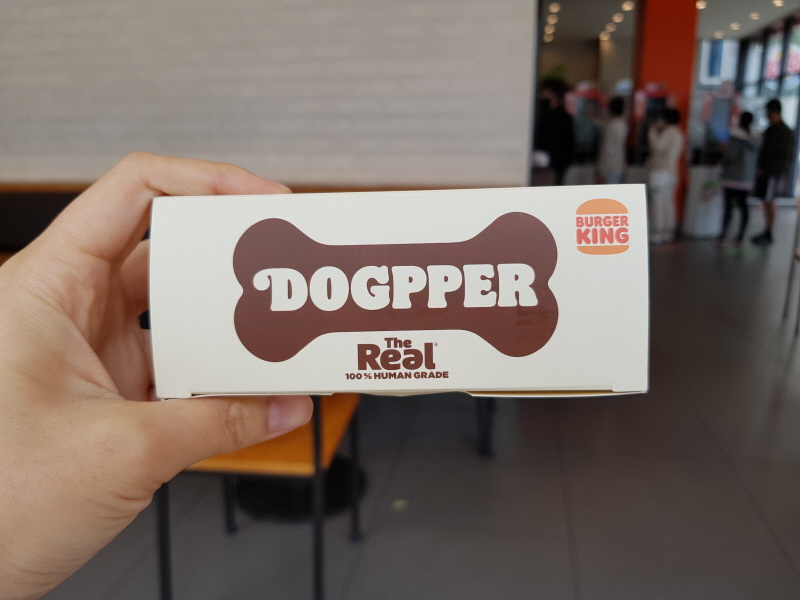 DOGPPER
BURGER
KING
The
Real®
100% HUMAN GRADE